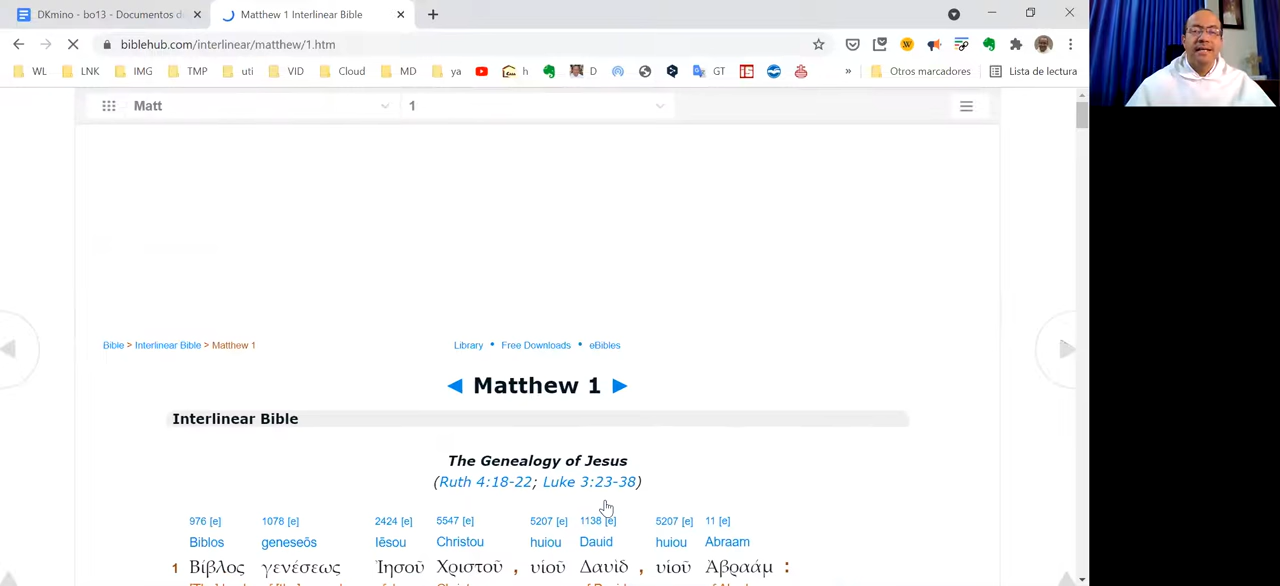 DKmino - bo13 - Documentos d
Matthew 1 Interlinear Bible
biblehub.com/interlinear/matthew/1.htm
WL LNK IMG TMP uti VID Cloud MD ya h D GT » Otros marcadores Lista de lectura
Matt 1
Bible > Interlinear Bible > Matthew 1 Library • Free Downloads • eBibles
◄ Matthew 1 ►
Interlinear Bible
The Genealogy of Jesus
(Ruth 4:18-22; Luke 3:23-38)
976 [e] 1078 [e] 2424 [e] 5547 [e] 5207 [e] 1138 [e] 5207 [e] 11 [e]
Biblos geneseōs Iēsou Christou huiou Dauid huiou Abraam
1 Βίβλος γενέσεως Ἰησοῦ Χριστοῦ , υἱοῦ Δαυὶδ , υἱοῦ Ἀβραάμ :